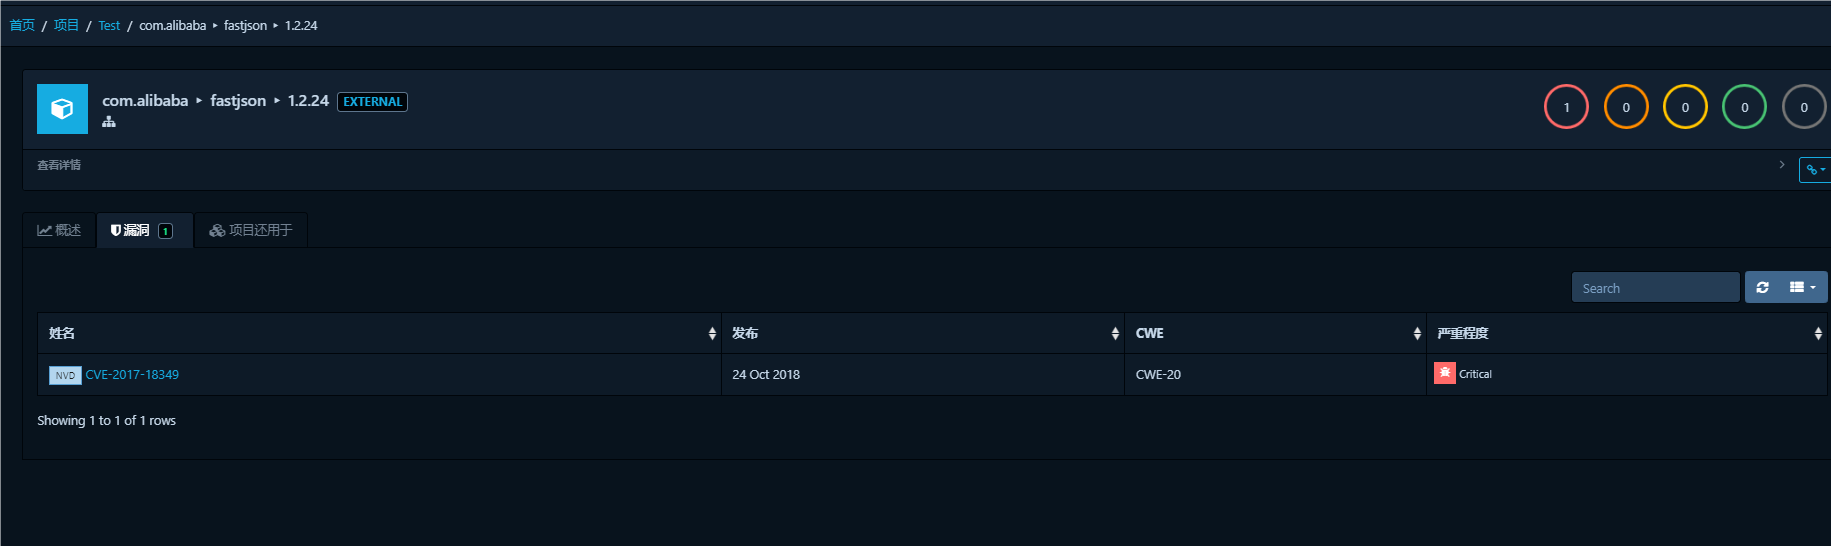 首页 / 项目 / Test / com.alibaba ▸ fastjson ▸ 1.2.24
com.alibaba ▸ fastjson ▸ 1.2.24 EXTERNAL
1 0 0 0 0
查看详情
概述 漏洞 1 项目还用于
Search
姓名 发布 CWE 严重程度
NVD CVE-2017-18349 24 Oct 2018 CWE-20 Critical
Showing 1 to 1 of 1 rows